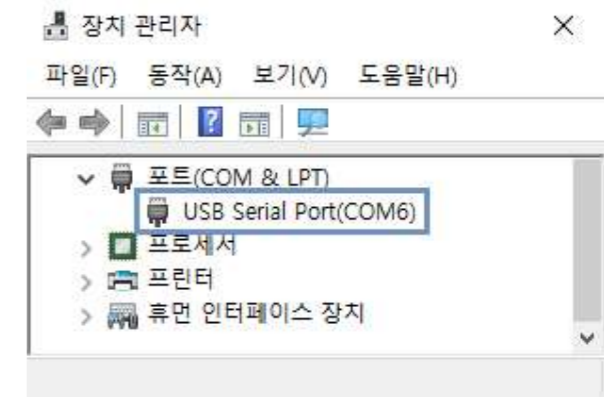 장치 관리자
파일(F) 동작(A) 보기(V) 도움말(H)
포트(COM & LPT)
USB Serial Port(COM6)
프로세서
프린터
휴먼 인터페이스 장치